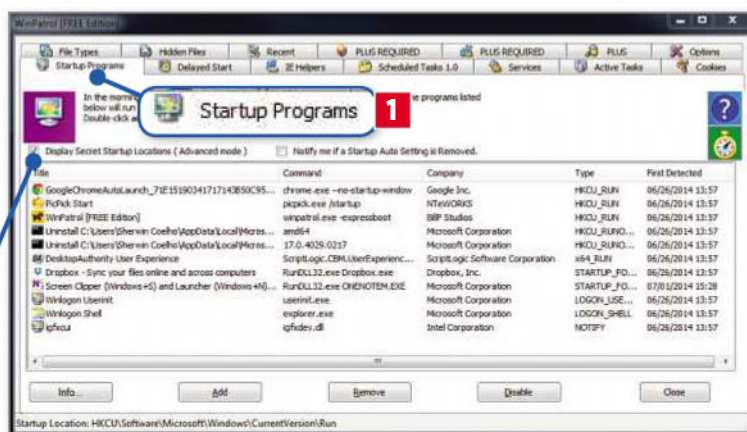 WinPatrol [FREE Edition]
File Types
Hidden Files
Recent
PLUS REQUIRED
PLUS REQUIRED
PLUS
Options
Startup Programs
Delayed Start
IE Helpers
Scheduled Tasks 1.0
Services
Active Tasks
Cookies
In the morning
e programs listed
below will run
Double-click
Startup Programs
1
?
Display Secret Startup Locations ( Advanced mode )
Notify me if a Startup Auto Setting is Removed.
Title Command Company Type First Detected
GoogleChromeAutoLaunch_71E15190341717143B50C95... chrome.exe --no-startup-window Google Inc. HKCU_RUN 06/26/2014 13:57
PicPick Start picpick.exe /startup NTeWORKS HKCU_RUN 06/26/2014 13:57
WinPatrol [FREE Edition] winpatrol.exe -expressboot BillP Studios HKCU_RUN 06/26/2014 13:57
Uninstall C:\Users\Sherwin Coelho\AppData\Local\Micros... amd64 Microsoft Corporation HKCU_RUNO... 06/26/2014 13:57
Uninstall C:\Users\Sherwin Coelho\AppData\Local\Micros... 17.0.4029.0217 Microsoft Corporation HKCU_RUNO... 06/26/2014 13:57
DesktopAuthority User Experience ScriptLogic.CBM.UserExperienc... ScriptLogic Software Corporation x64_RUN 06/26/2014 13:57
Dropbox - Sync your files online and across computers RunDLL32.exe Dropbox.exe Dropbox, Inc. STARTUP_FO... 06/26/2014 13:57
Screen Clipper (Windows+S) and Launcher (Windows+N)... RunDLL32.exe ONENOTEM.EXE Microsoft Corporation STARTUP_FO... 07/01/2014 15:28
Winlogon Userinit userinit.exe Microsoft Corporation LOGON_USE... 06/26/2014 13:57
Winlogon Shell explorer.exe Microsoft Corporation LOGON_SHELL 06/26/2014 13:57
igfxcui igfxdev.dll Intel Corporation NOTIFY 06/26/2014 13:57
Info...
Add
Remove
Disable
Close
Startup Location: HKCU\Software\Microsoft\Windows\CurrentVersion\Run